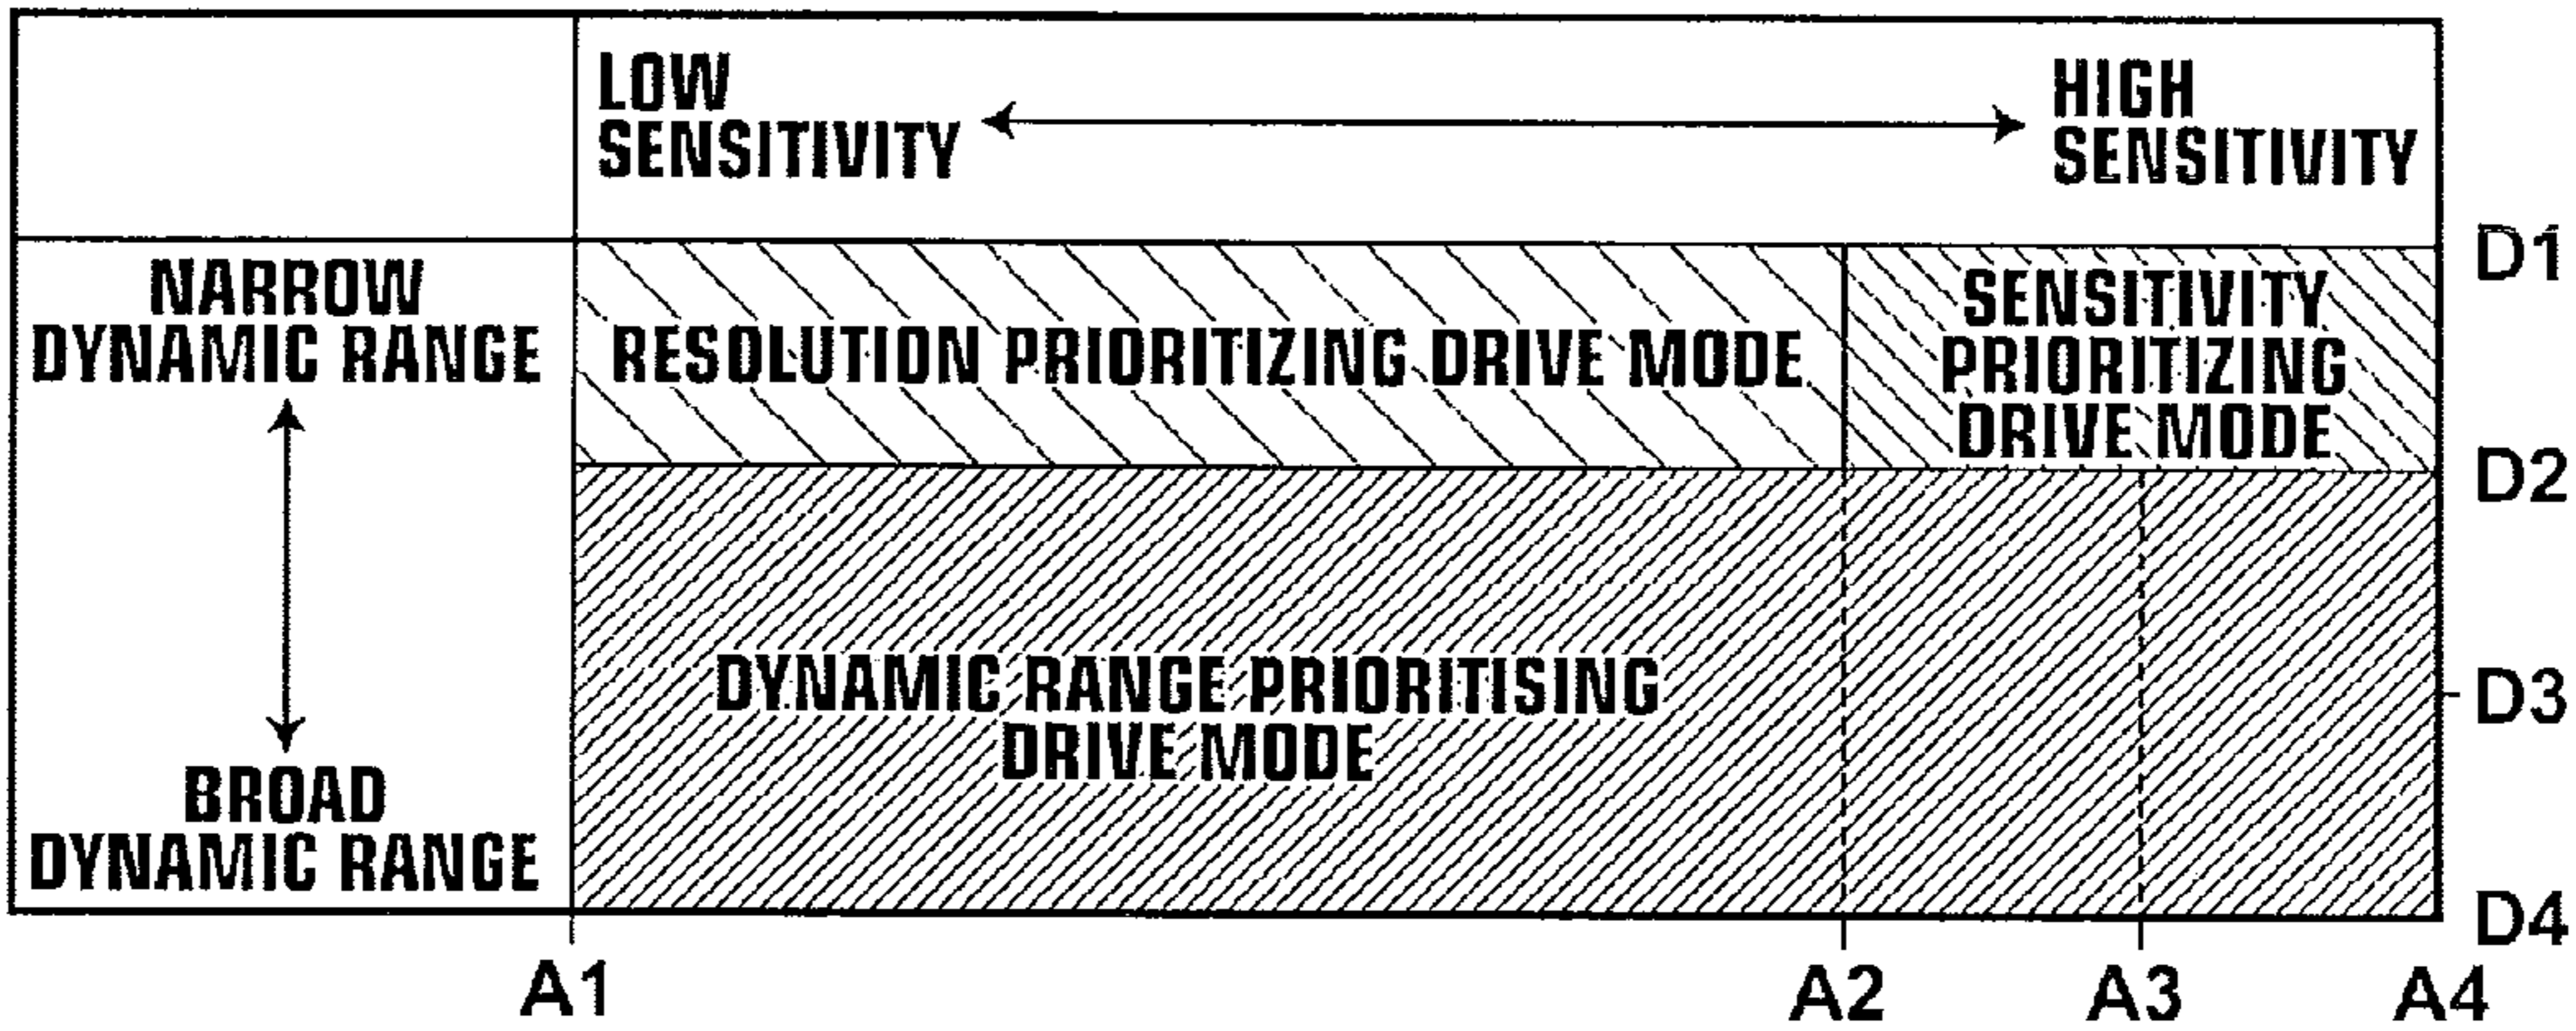 LOW
SENSITIVITY
HIGH
SENSITIVITY
NARROW
DYNAMIC RANGE
RESOLUTION PRIORITIZING DRIVE MODE
SENSITIVITY
PRIORITIZING
DRIVE MODE
D1
D2
DYNAMIC RANGE PRIORITISING
DRIVE MODE
D3
BROAD
DYNAMIC RANGE
D4
A1
A2
A3
A4